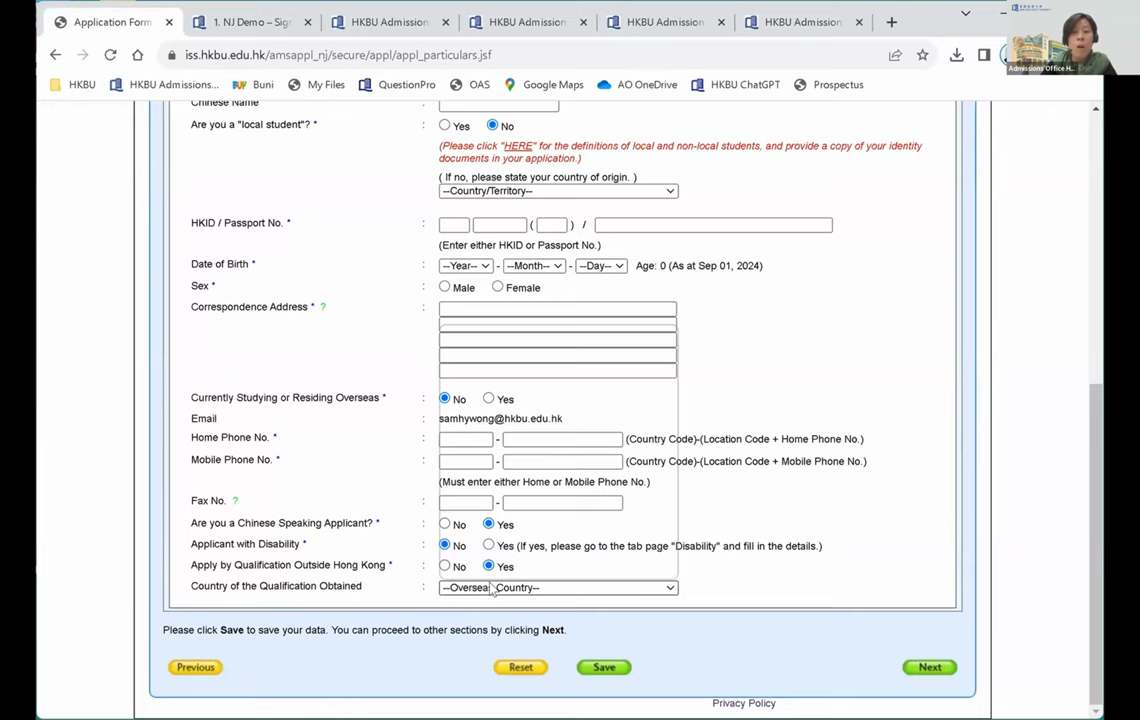 Application Form
1. NJ Demo – Sig
HKBU Admission
HKBU Admission
HKBU Admission
HKBU Admission
iss.hkbu.edu.hk/amsappl_nj/secure/appl/appl_particulars.jsf
HKBU
HKBU Admissions...
Buni
My Files
QuestionPro
OAS
Google Maps
AO OneDrive
HKBU ChatGPT
Prospectus
Admissions Office H...
Chinese Name
Are you a "local student"? * : Yes No
(Please click "HERE" for the definitions of local and non-local students, and provide a copy of your identity
documents in your application.)
( If no, please state your country of origin. )
--Country/Territory--
HKID / Passport No. * : ( ) /
(Enter either HKID or Passport No.)
Date of Birth * : --Year-- - --Month-- - --Day-- Age: 0 (As at Sep 01, 2024)
Sex * : Male Female
Correspondence Address * ? :
Currently Studying or Residing Overseas * : No Yes
Email : samhywong@hkbu.edu.hk
Home Phone No. * : - (Country Code)-(Location Code + Home Phone No.)
Mobile Phone No. * : - (Country Code)-(Location Code + Mobile Phone No.)
(Must enter either Home or Mobile Phone No.)
Fax No. ? : -
Are you a Chinese Speaking Applicant? * : No Yes
Applicant with Disability * : No Yes (If yes, please go to the tab page "Disability" and fill in the details.)
Apply by Qualification Outside Hong Kong * : No Yes
Country of the Qualification Obtained : --Overseas Country--
Please click Save to save your data. You can proceed to other sections by clicking Next.
Previous
Reset
Save
Next
Privacy Policy